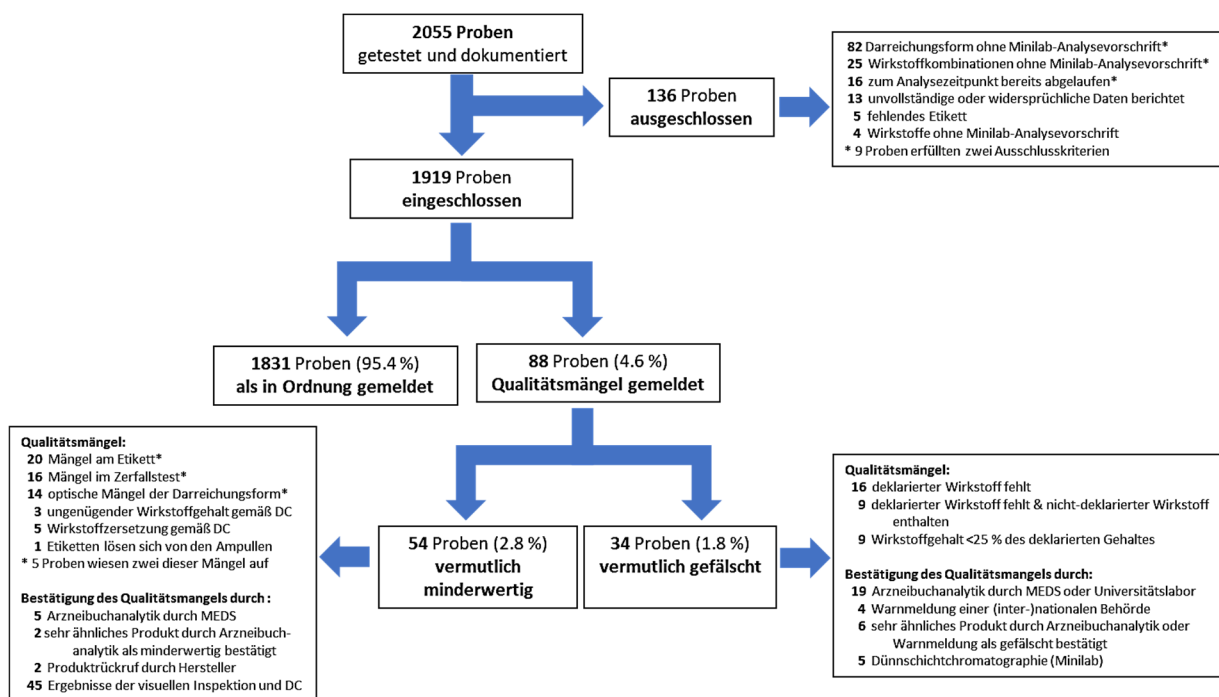 2055 Proben
getestet und dokumentiert
82 Darreichungsform ohne Minilab-Analysevorschrift*
25 Wirkstoffkombinationen ohne Minilab-Analysevorschrift*
16 zum Analysezeitpunkt bereits abgelaufen*
13 unvollständige oder widersprüchliche Daten berichtet
5 fehlendes Etikett
4 Wirkstoffe ohne Minilab-Analysevorschrift
* 9 Proben erfüllten zwei Ausschlusskriterien
136 Proben
ausgeschlossen
1919 Proben
eingeschlossen
1831 Proben (95.4 %)
als in Ordnung gemeldet
88 Proben (4.6 %)
Qualitätsmängel gemeldet
Qualitätsmängel:
20 Mängel am Etikett*
16 Mängel im Zerfallstest*
14 optische Mängel der Darreichungsform*
3 ungenügender Wirkstoffgehalt gemäß DC
5 Wirkstoffzersetzung gemäß DC
1 Etiketten lösen sich von den Ampullen
* 5 Proben wiesen zwei dieser Mängel auf
Bestätigung des Qualitätsmangels durch :
5 Arzneibuchanalytik durch MEDS
2 sehr ähnliches Produkt durch Arzneibuch-
analytik als minderwertig bestätigt
2 Produktrückruf durch Hersteller
45 Ergebnisse der visuellen Inspektion und DC
54 Proben (2.8 %)
vermutlich
minderwertig
34 Proben (1.8 %)
vermutlich gefälscht
Qualitätsmängel:
16 deklarierter Wirkstoff fehlt
9 deklarierter Wirkstoff fehlt & nicht-deklarierter Wirkstoff
enthalten
9 Wirkstoffgehalt <25 % des deklarierten Gehaltes
Bestätigung des Qualitätsmangels durch:
19 Arzneibuchanalytik durch MEDS oder Universitätslabor
4 Warnmeldung einer (inter-)nationalen Behörde
6 sehr ähnliches Produkt durch Arzneibuchanalytik oder
Warnmeldung als gefälscht bestätigt
5 Dünnschichtchromatographie (Minilab)